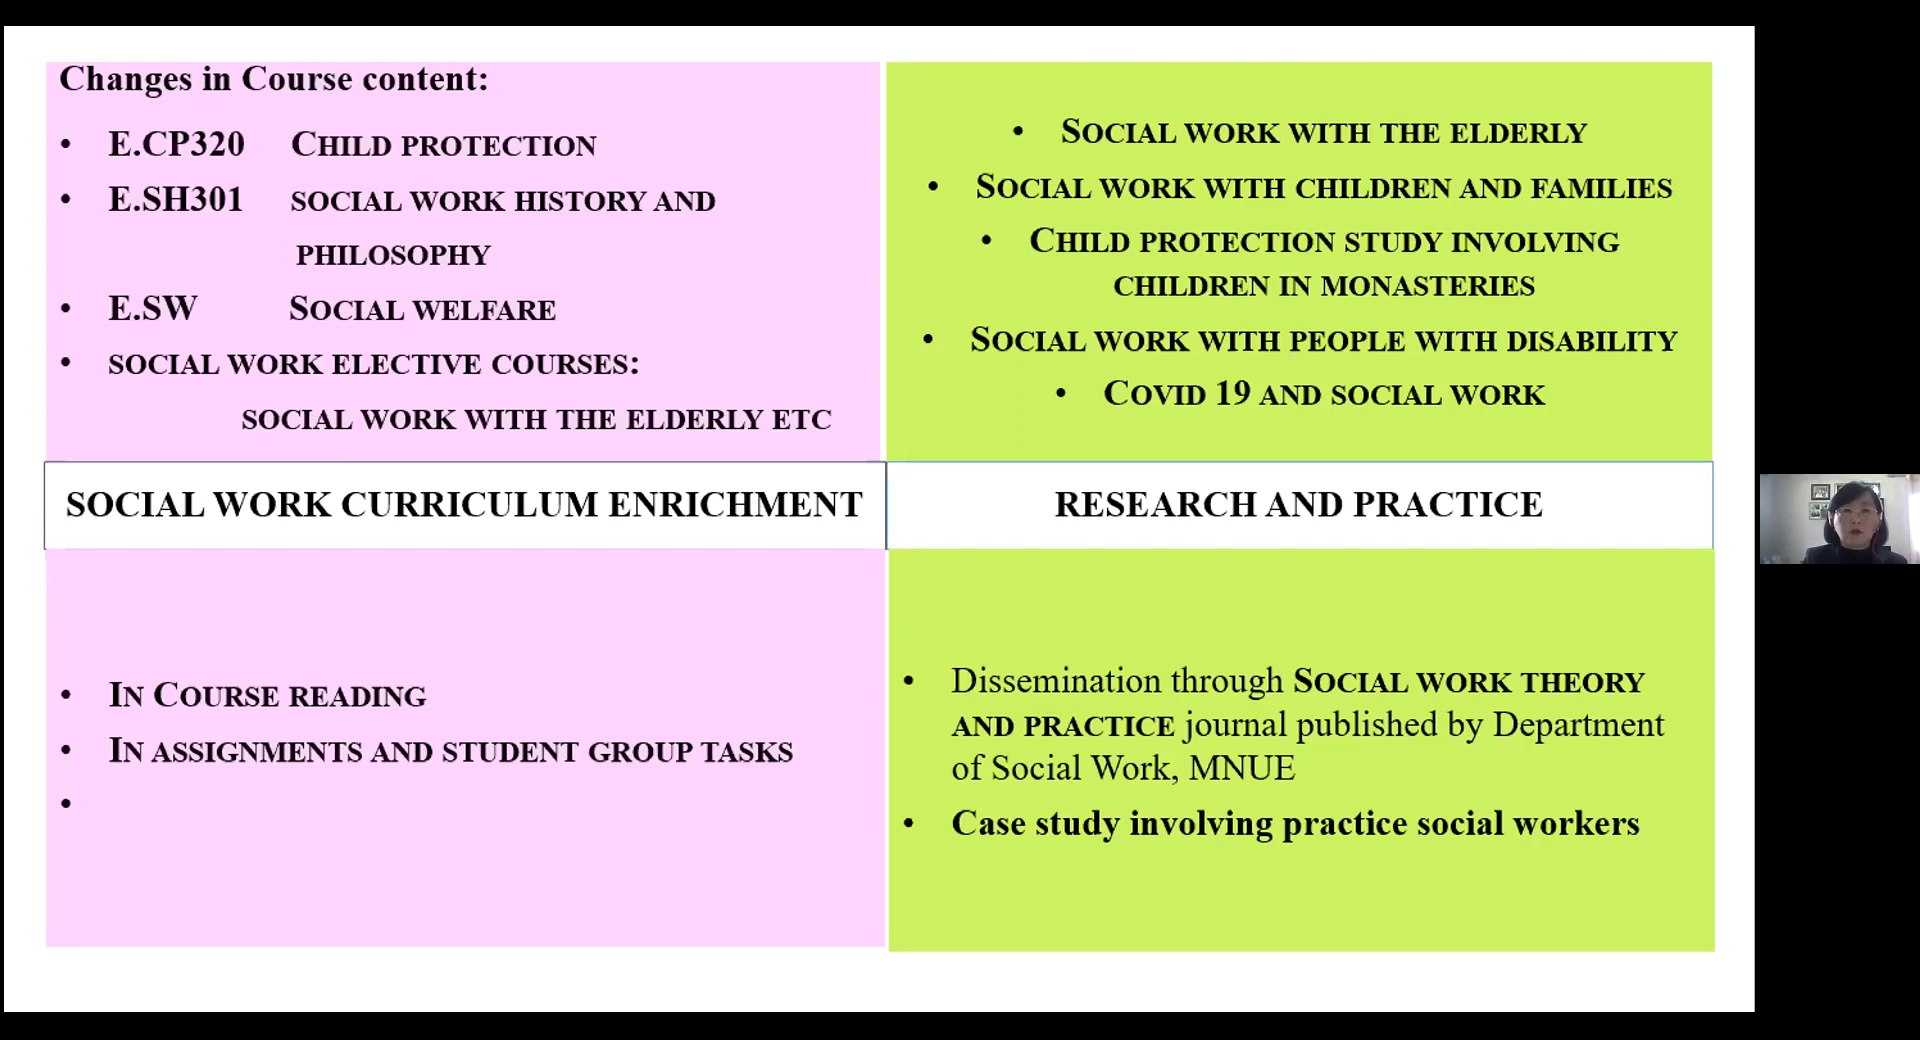 Changes in Course content:
• E.CP320 CHILD PROTECTION
• E.SH301 SOCIAL WORK HISTORY AND
PHILOSOPHY
• E.SW SOCIAL WELFARE
• SOCIAL WORK ELECTIVE COURSES:
SOCIAL WORK WITH THE ELDERLY ETC
• SOCIAL WORK WITH THE ELDERLY
• SOCIAL WORK WITH CHILDREN AND FAMILIES
• CHILD PROTECTION STUDY INVOLVING
CHILDREN IN MONASTERIES
• SOCIAL WORK WITH PEOPLE WITH DISABILITY
• COVID 19 AND SOCIAL WORK
SOCIAL WORK CURRICULUM ENRICHMENT
RESEARCH AND PRACTICE
• IN COURSE READING
• IN ASSIGNMENTS AND STUDENT GROUP TASKS
•
• Dissemination through SOCIAL WORK THEORY
AND PRACTICE journal published by Department
of Social Work, MNUE
• Case study involving practice social workers